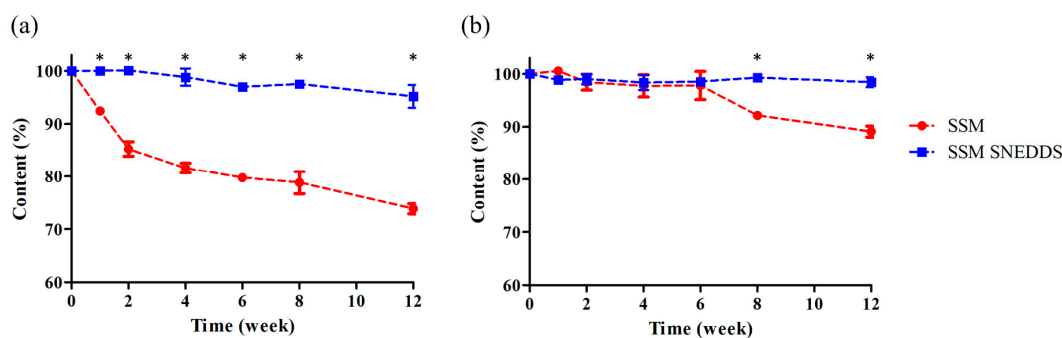 (a)
* * * * * *
100
90
80
70
60
Content (%)
0 2 4 6 8 10 12
Time (week)
(b)
* *
100
90
80
70
60
Content (%)
0 2 4 6 8 10 12
Time (week)
SSM
SSM SNEDDS